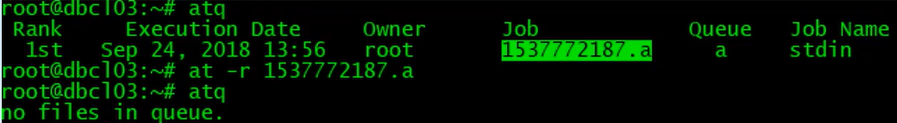 root@dbcl03:~# atq
Rank Execution Date Owner Job Queue Job Name
1st Sep 24, 2018 13:56 root 1537772187.a a stdin
root@dbcl03:~# at -r 1537772187.a
root@dbcl03:~# atq
no files in queue.